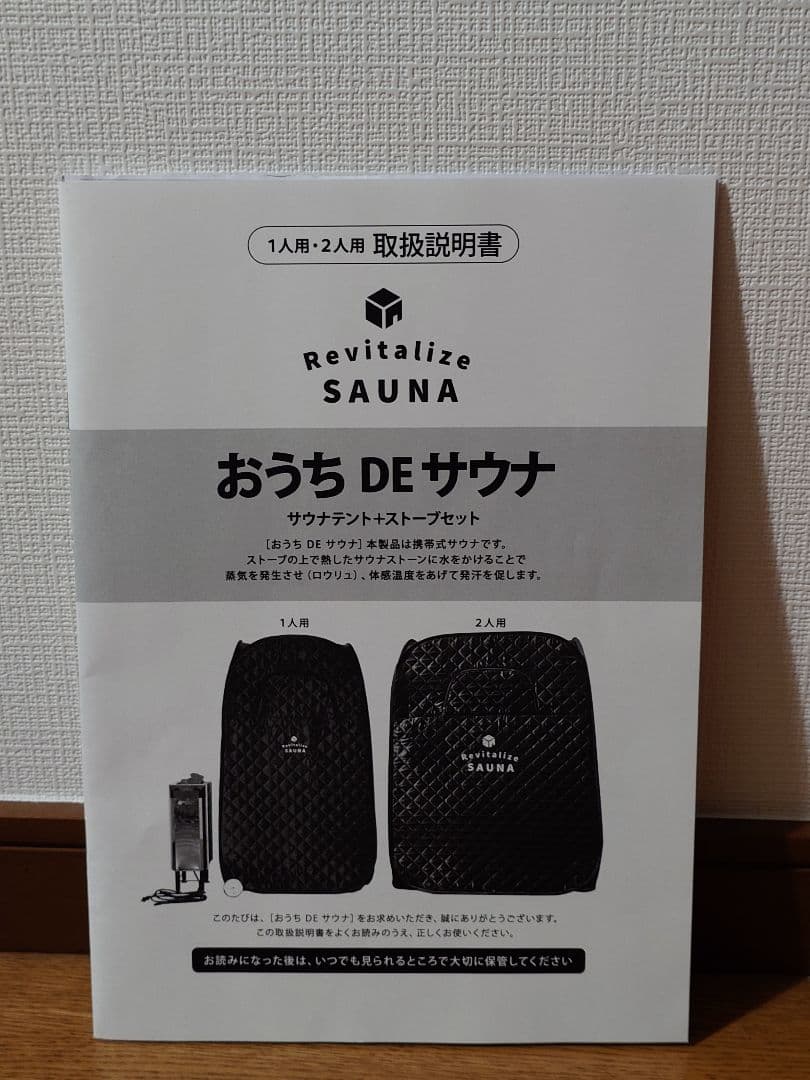 1人用・2人用 取扱説明書
Revitalize
SAUNA
おうち DE サウナ
サウナテント+ストーブセット
[おうち DE サウナ] 本製品は携帯式サウナです。
ストーブの上で熱したサウナストーンに水をかけることで
蒸気を発生させ（ロウリュ）、体感温度をあげて発汗を促します。
1人用
2人用
Revitalize
SAUNA
Revitalize
SAUNA
このたびは、[おうち DE サウナ] をお求めいただき、誠にありがとうございます。
この取扱説明書をよくお読みのうえ、正しくお使いください。
お読みになった後は、いつでも見られるところで大切に保管してください